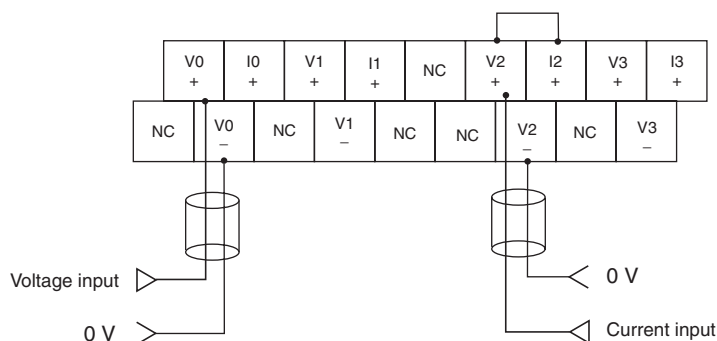 V0 I0 V1 I1 NC V2 I2 V3 I3
+ + + + + + + +
NC V0 NC V1 NC NC V2 NC V3
– – – –
Voltage input
0 V
0 V
Current input